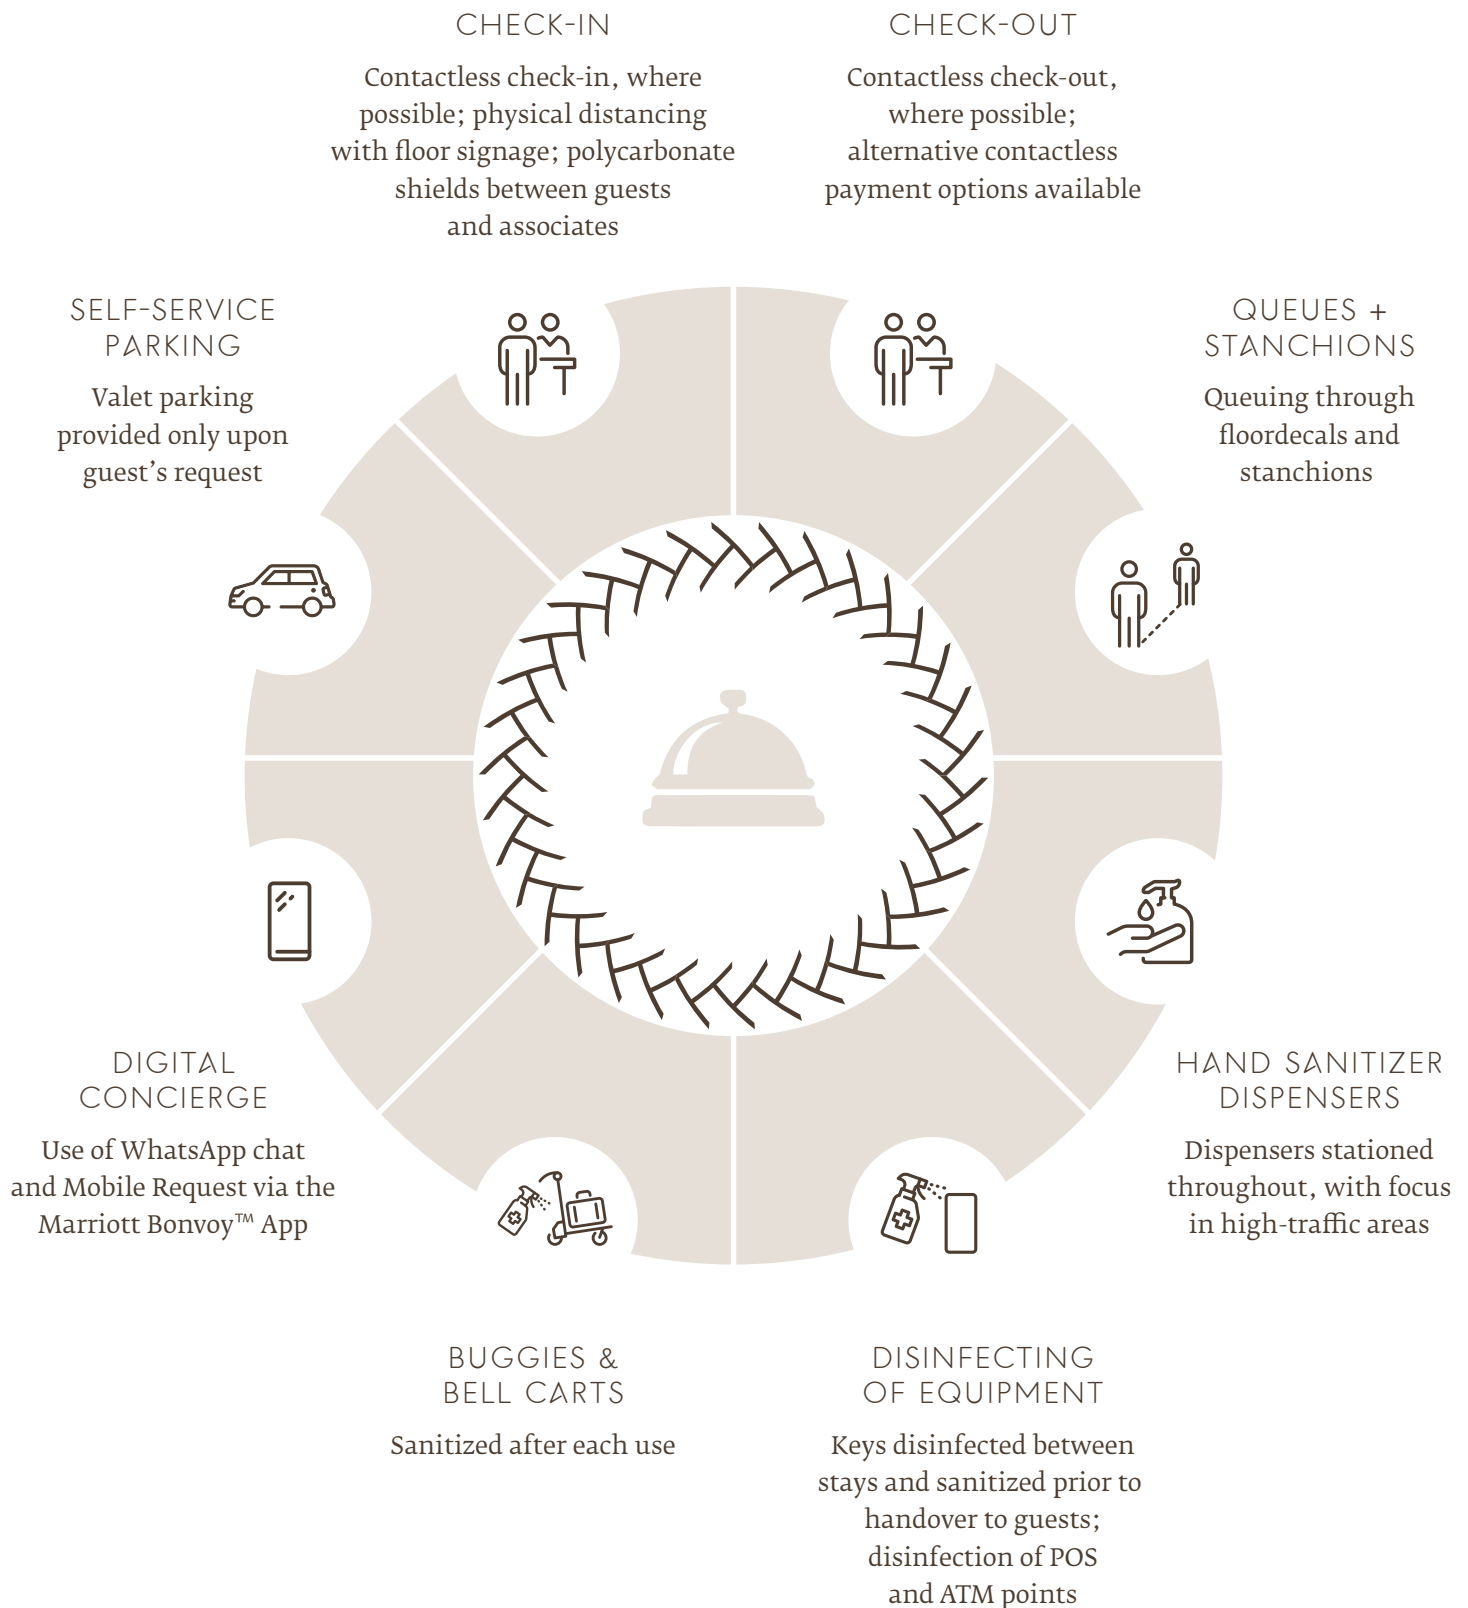 CHECK-IN
Contactless check-in, where
possible; physical distancing
with floor signage; polycarbonate
shields between guests
and associates
CHECK-OUT
Contactless check-out,
where possible;
alternative contactless
payment options available
SELF-SERVICE
PARKING
Valet parking
provided only upon
guest’s request
QUEUES +
STANCHIONS
Queuing through
floordecals and
stanchions
DIGITAL
CONCIERGE
Use of WhatsApp chat
and Mobile Request via the
Marriott Bonvoy™ App
HAND SANITIZER
DISPENSERS
Dispensers stationed
throughout, with focus
in high-traffic areas
BUGGIES &
BELL CARTS
Sanitized after each use
DISINFECTING
OF EQUIPMENT
Keys disinfected between
stays and sanitized prior to
handover to guests;
disinfection of POS
and ATM points